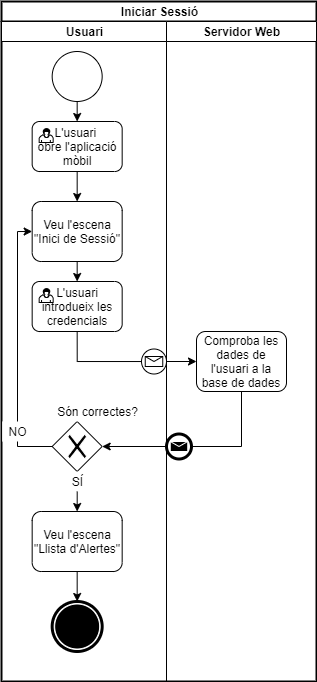 Iniciar Sessió
Usuari
Servidor Web
L'usuari
obre l'aplicació
mòbil
Veu l'escena
"Inici de Sessió"
L'usuari
introdueix les
credencials
Comproba les
dades de
l'usuari a la
base de dades
Són correctes?
NO
SÍ
Veu l'escena
"Llista d'Alertes"